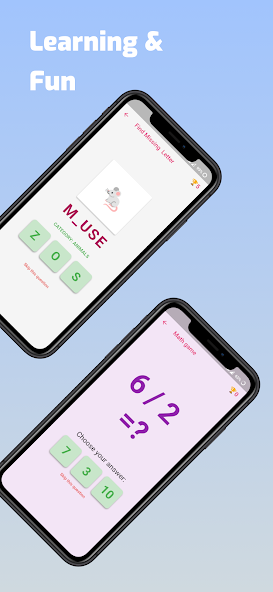 Learning &
Fun
Find Missing Letter
6
M_USE
CATEGORY: ANIMALS
Z
O
S
Skip this question
Math game
0
6 / 2
=?
Choose your answer:
7
3
10
Skip this question